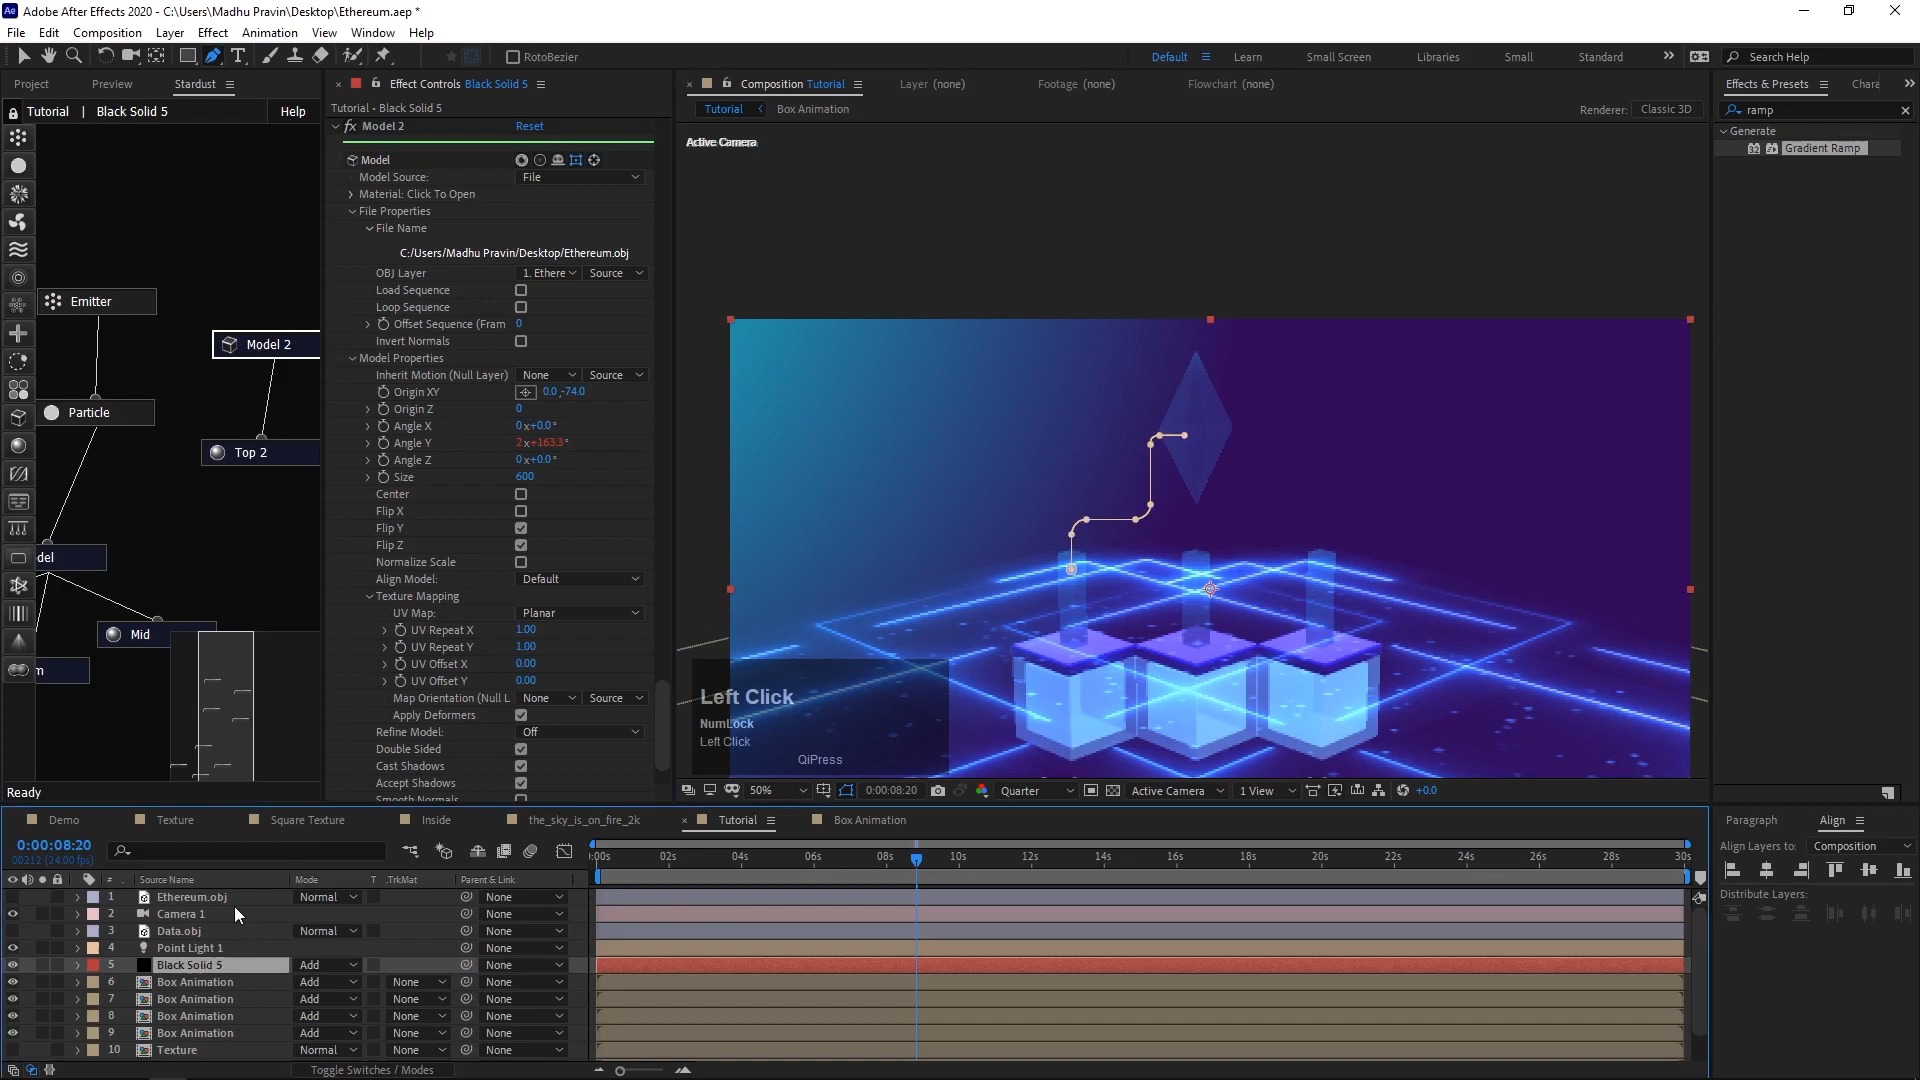 Adobe After Effects 2020 - C:\Users\Madhu Pravin\Desktop\Ethereum.aep *
File Edit Composition Layer Effect Animation View Window Help
RotoBezier Default Learn Small Screen Libraries Small Standard Search Help
Project Preview Stardust
Effect Controls Black Solid 5
Composition Tutorial Layer (none) Footage (none) Flowchart (none)
Effects & Presets Chara
Tutorial | Black Solid 5 Help
Tutorial • Black Solid 5
Tutorial Box Animation
Renderer: Classic 3D
ramp
Generate
Gradient Ramp
Active Camera
fx Model 2 Reset
Model
Model Source: File
Material: Click To Open
File Properties
File Name
C:/Users/Madhu Pravin/Desktop/Ethereum.obj
OBJ Layer 1. Ethere Source
Load Sequence
Loop Sequence
Offset Sequence (Fram 0
Invert Normals
Model Properties
Inherit Motion (Null Layer) None Source
Origin XY 0.0,-74.0
Origin Z 0
Angle X 0x+0.0°
Angle Y 2x+163.3°
Angle Z 0x+0.0°
Size 600
Center
Flip X
Flip Y
Flip Z
Normalize Scale
Align Model: Default
Texture Mapping
UV Map: Planar
UV Repeat X 1.00
UV Repeat Y 1.00
UV Offset X 0.00
UV Offset Y 0.00
Map Orientation (Null L None Source
Apply Deformers
Refine Model: Off
Double Sided
Cast Shadows
Accept Shadows
Smooth Normals
Emitter
Model 2
Particle
Top 2
del
Mid
m
Ready
Left Click
NumLock
Left Click
QiPress
50% 0:00:08:20 Quarter Active Camera 1 View +0.0
Demo Texture Square Texture Inside the_sky_is_on_fire_2k Tutorial Box Animation
0:00:08:20
00212 (24.00 fps)
:00s 02s 04s 06s 08s 10s 12s 14s 16s 18s 20s 22s 24s 26s 28s 30s
# Source Name Mode T .TrkMat Parent & Link
1 Ethereum.obj Normal None
2 Camera 1 None
3 Data.obj Normal None
4 Point Light 1 None
5 Black Solid 5 Add None
6 Box Animation Add None None
7 Box Animation Add None None
8 Box Animation Add None None
9 Box Animation Add None None
10 Texture Normal None None
Toggle Switches / Modes
Paragraph Align
Align Layers to: Composition
Distribute Layers: